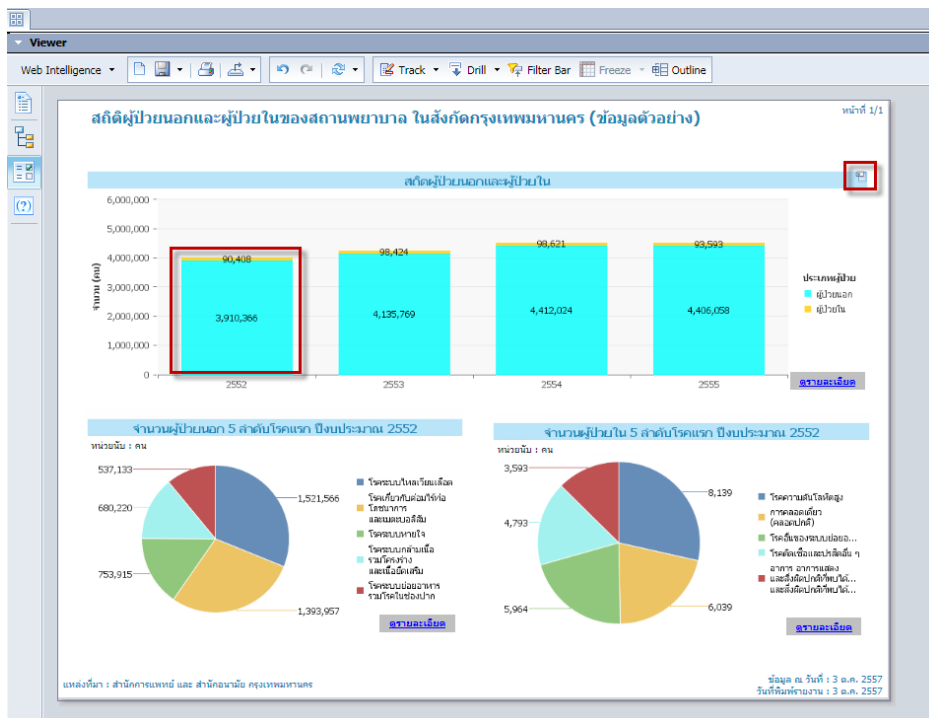 Viewer
Web Intelligence
Track
Drill
Filter Bar
Freeze
Outline
สถิติผู้ป่วยนอกและผู้ป่วยในของสถานพยาบาล ในสังกัดกรุงเทพมหานคร (ข้อมูลตัวอย่าง)
หน้าที่ 1/1
สถิตผู้ป่วยนอกและผู้ป่วยใน
6,000,000
5,000,000
4,000,000
3,000,000
2,000,000
1,000,000
0
จำนวน (คน)
90,408
98,424
98,621
93,593
3,910,366
4,135,769
4,412,024
4,406,058
2552
2553
2554
2555
ประเภทผู้ป่วย
ผู้ป่วยนอก
ผู้ป่วยใน
ดูรายละเอียด
จำนวนผู้ป่วยนอก 5 ลำดับโรคแรก ปีงบประมาณ 2552
หน่วยนับ : คน
537,133
680,220
753,915
1,521,566
1,393,957
โรคระบบไหลเวียนเลือด
โรคเกี่ยวกับต่อมไร้ท่อ
โภชนาการ
และเมตะบอลิสัม
โรคระบบหายใจ
โรคระบบกล้ามเนื้อ
รวมโครงร่าง
และเนื้อยึดเสริม
โรคระบบย่อยอาหาร
รวมโรคในช่องปาก
ดูรายละเอียด
จำนวนผู้ป่วยใน 5 ลำดับโรคแรก ปีงบประมาณ 2552
หน่วยนับ : คน
3,593
4,793
5,964
8,139
6,039
โรคความดันโลหิตสูง
การคลอดเดี่ยว
(คลอดปกติ)
โรคอื่นของระบบย่อยอ...
โรคติดเชื้อและปรสิตอื่น ๆ
อาการ อาการแสดง
และสิ่งผิดปกติที่พบได้...
และสิ่งผิดปกติที่พบได้...
ดูรายละเอียด
แหล่งที่มา : สำนักการแพทย์ และ สำนักอนามัย กรุงเทพมหานคร
ข้อมูล ณ วันที่ : 3 ต.ค. 2557
วันที่พิมพ์รายงาน : 3 ต.ค. 2557